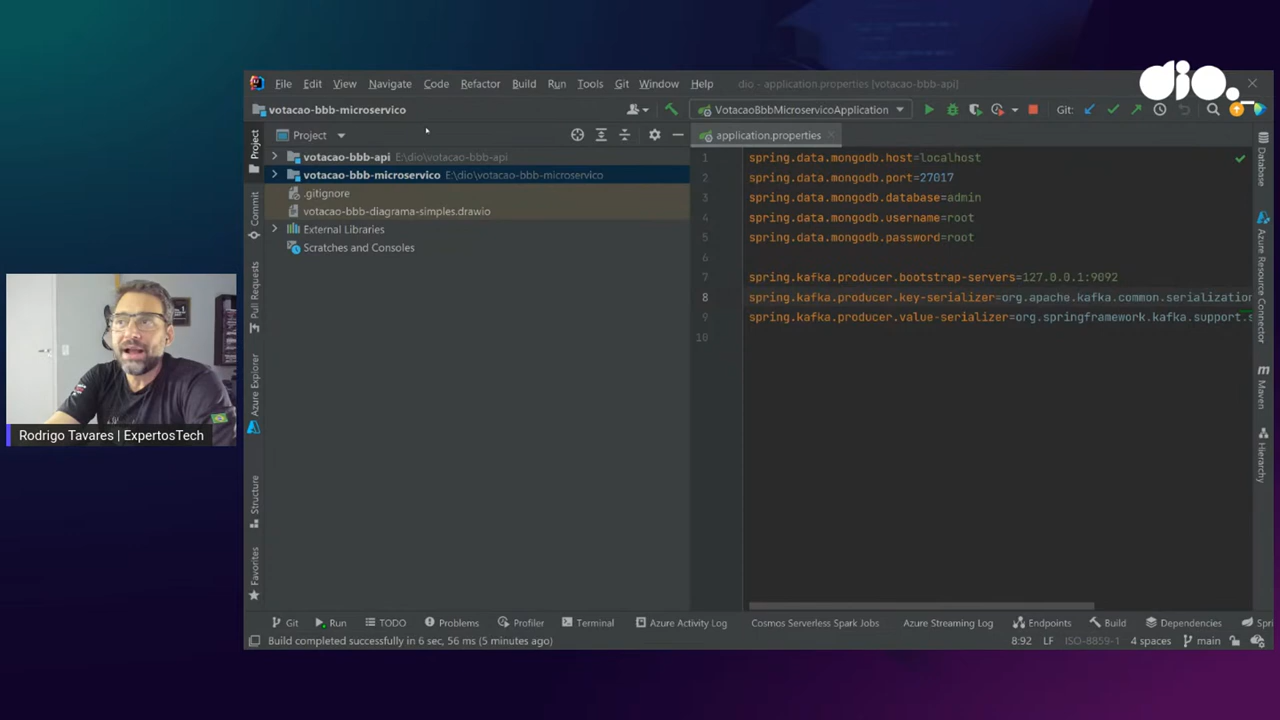 dio._
File Edit View Navigate Code Refactor Build Run Tools Git Window Help dio - application.properties [votacao-bbb-api]
votacao-bbb-microservico VotacaoBbbMicroservicoApplication Git:
Project
application.properties
votacao-bbb-api E:\dio\votacao-bbb-api
votacao-bbb-microservico E:\dio\votacao-bbb-microservico
.gitignore
votacao-bbb-diagrama-simples.drawio
External Libraries
Scratches and Consoles
1 spring.data.mongodb.host=localhost
2 spring.data.mongodb.port=27017
3 spring.data.mongodb.database=admin
4 spring.data.mongodb.username=root
5 spring.data.mongodb.password=root
6
7 spring.kafka.producer.bootstrap-servers=127.0.0.1:9092
8 spring.kafka.producer.key-serializer=org.apache.kafka.common.serialization
9 spring.kafka.producer.value-serializer=org.springframework.kafka.support.s
10
Project
Commit
Pull Requests
Azure Explorer
Structure
Favorites
Database
Azure Resource Connector
Maven
Hierarchy
Rodrigo Tavares | ExpertosTech
Git Run TODO Problems Profiler Terminal Azure Activity Log Cosmos Serverless Spark Jobs Azure Streaming Log Endpoints Build Dependencies Spri
Build completed successfully in 6 sec, 56 ms (5 minutes ago) 8:92 LF ISO-8859-1 4 spaces main